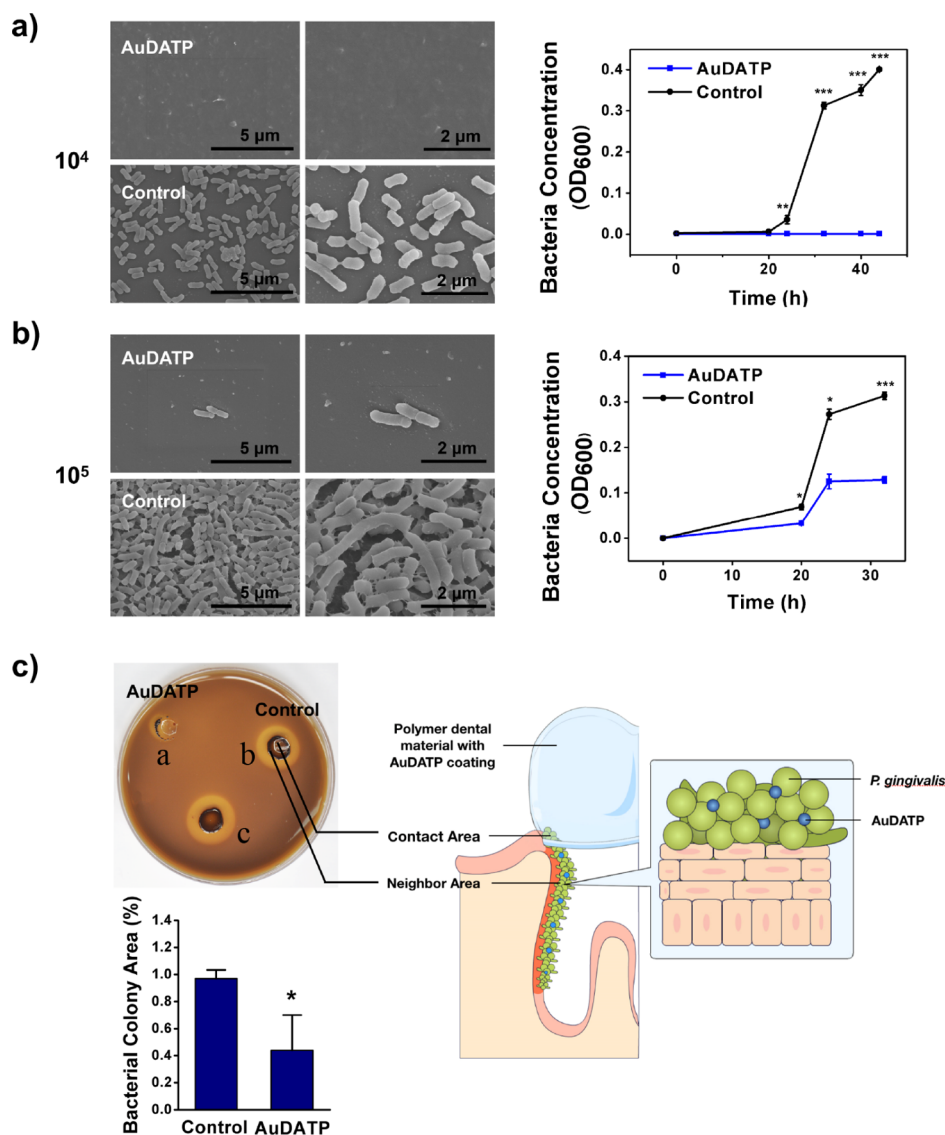 a)
10⁴
AuDATP
5 µm
2 µm
Control
5 µm
2 µm
Bacteria Concentration
(OD600)
0.4
0.3
0.2
0.1
0.0
AuDATP
Control
**
***
***
***
0
20
40
Time (h)
b)
10⁵
AuDATP
5 µm
2 µm
Control
5 µm
2 µm
Bacteria Concentration
(OD600)
0.4
0.3
0.2
0.1
0.0
AuDATP
Control
*
*
***
0
10
20
30
Time (h)
c)
AuDATP
Control
a
b
c
Polymer dental
material with
AuDATP coating
Contact Area
Neighbor Area
P. gingivalis
AuDATP
Bacterial Colony Area (%)
1.4
1.2
1.0
0.8
0.6
0.4
0.2
0.0
*
Control
AuDATP